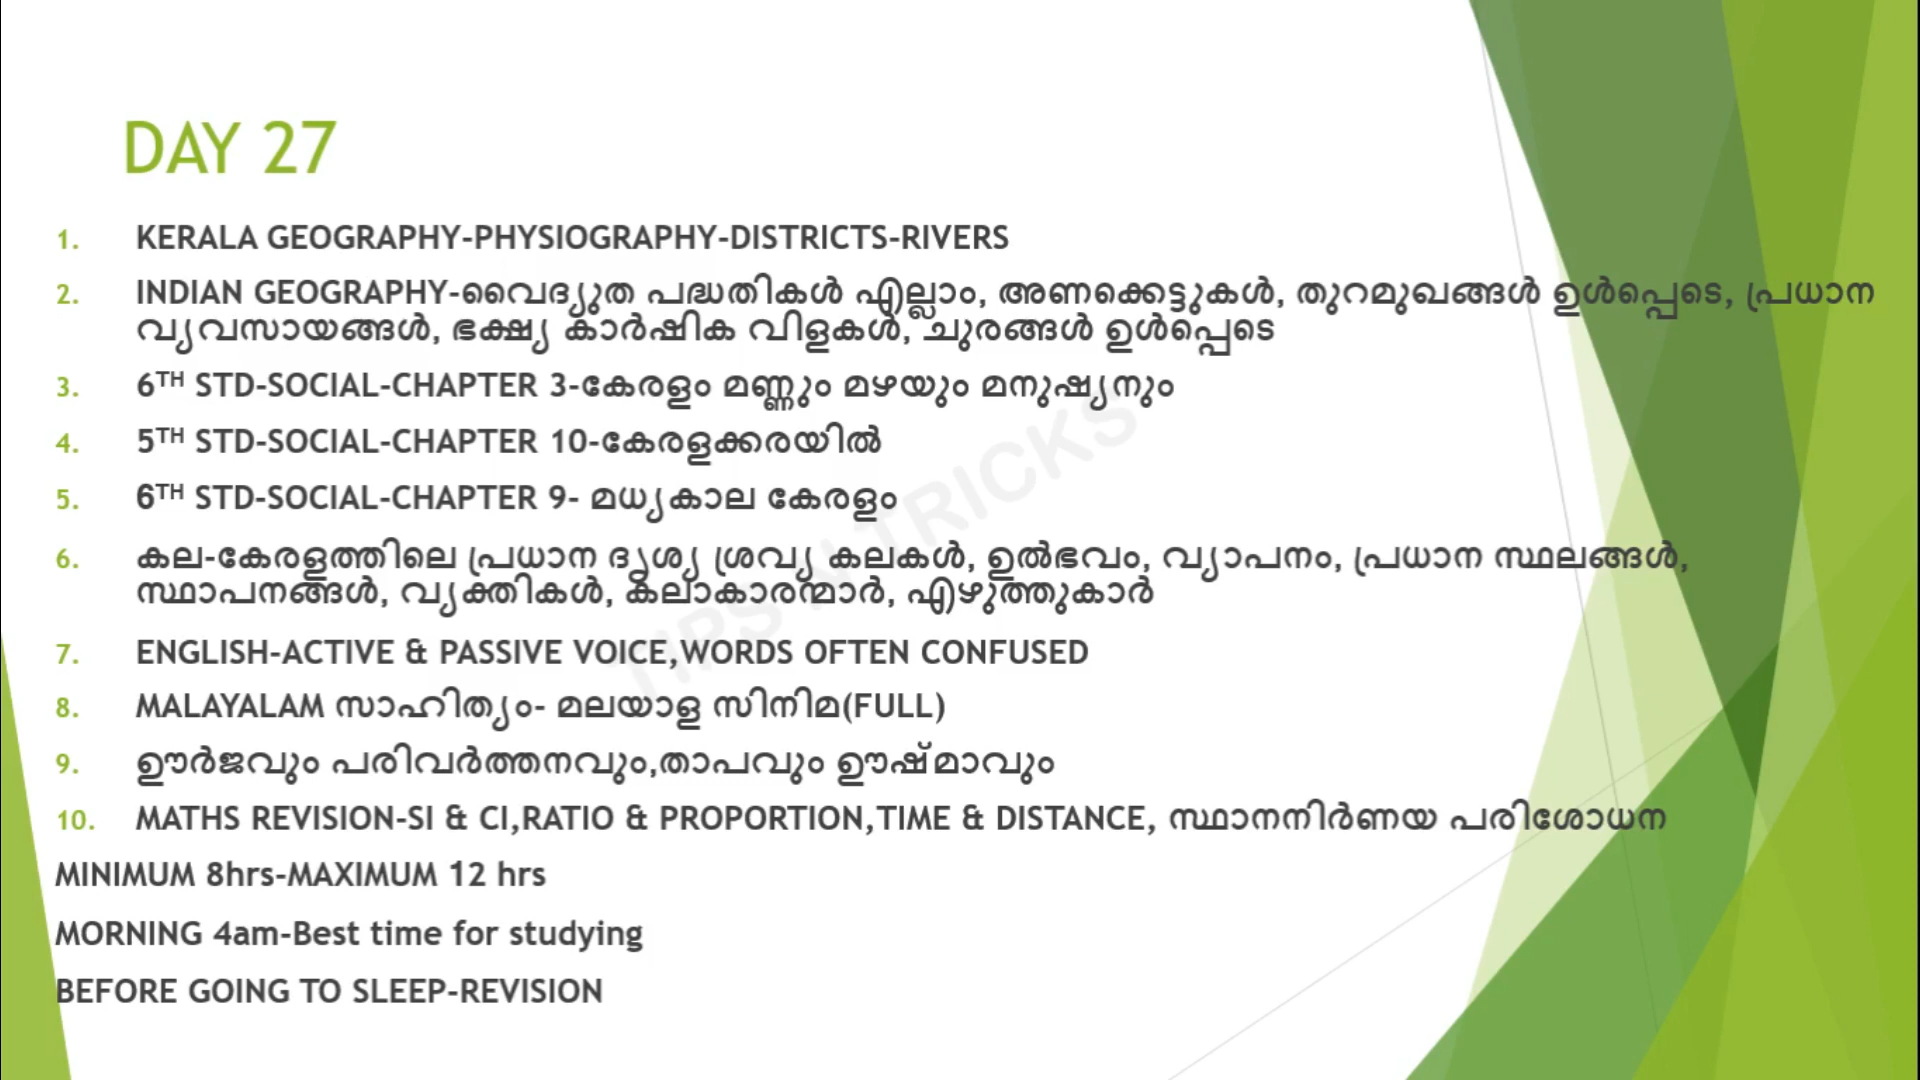 DAY 27
1. KERALA GEOGRAPHY-PHYSIOGRAPHY-DISTRICTS-RIVERS
2. INDIAN GEOGRAPHY-വൈദ്യുത പദ്ധതികൾ എല്ലാം, അണക്കെട്ടുകൾ, തുറമുഖങ്ങൾ ഉൾപ്പെടെ, പ്രധാന
വ്യവസായങ്ങൾ, ഭക്ഷ്യ കാർഷിക വിളകൾ, ചുരങ്ങൾ ഉൾപ്പെടെ
3. 6TH STD-SOCIAL-CHAPTER 3-കേരളം മണ്ണും മഴയും മനുഷ്യനും
4. 5TH STD-SOCIAL-CHAPTER 10-കേരളക്കരയിൽ
5. 6TH STD-SOCIAL-CHAPTER 9- മധ്യകാല കേരളം
6. കല-കേരളത്തിലെ പ്രധാന ദൃശ്യ ശ്രവ്യ കലകൾ, ഉൽഭവം, വ്യാപനം, പ്രധാന സ്ഥലങ്ങൾ,
സ്ഥാപനങ്ങൾ, വ്യക്തികൾ, കലാകാരന്മാർ, എഴുത്തുകാർ
7. ENGLISH-ACTIVE & PASSIVE VOICE,WORDS OFTEN CONFUSED
8. MALAYALAM സാഹിത്യം- മലയാള സിനിമ(FULL)
9. ഊർജവും പരിവർത്തനവും,താപവും ഊഷ്മാവും
10. MATHS REVISION-SI & CI,RATIO & PROPORTION,TIME & DISTANCE, സ്ഥാനനിർണയ പരിശോധന
MINIMUM 8hrs-MAXIMUM 12 hrs
MORNING 4am-Best time for studying
BEFORE GOING TO SLEEP-REVISION
TIPS N TRICKS